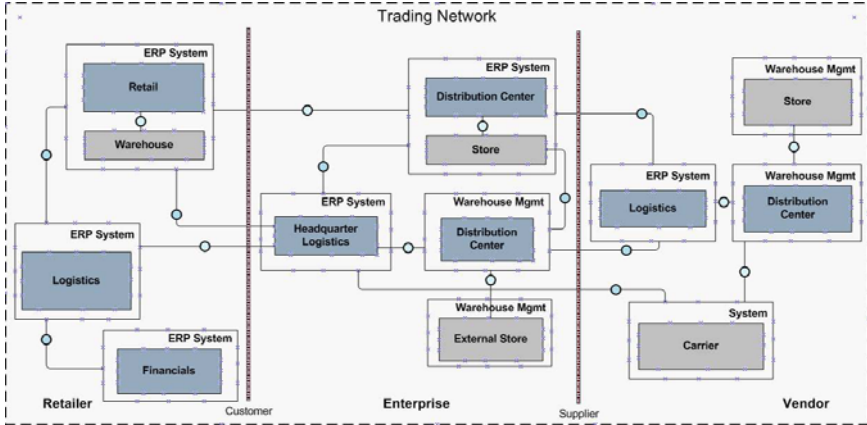 Trading Network
ERP System
Retail
Warehouse
ERP System
Logistics
ERP System
Financials
Retailer
Customer
ERP System
Distribution Center
Store
ERP System
Headquarter
Logistics
Warehouse Mgmt
Distribution
Center
Warehouse Mgmt
External Store
Enterprise
Supplier
Warehouse Mgmt
Store
ERP System
Logistics
Warehouse Mgmt
Distribution
Center
System
Carrier
Vendor